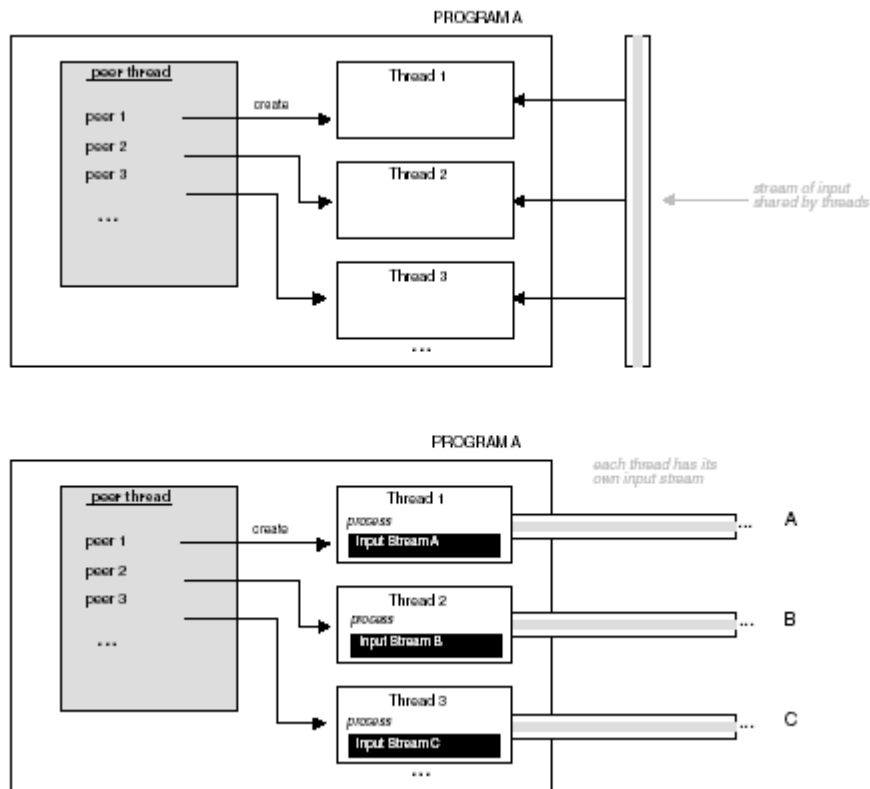 PROGRAM A
peer thread
Thread 1
create
peer 1
peer 2
peer 3
...
Thread 2
stream of input
shared by threads
Thread 3
...
PROGRAM A
each thread has its
own input stream
peer thread
Thread 1
process
Input Stream A
create
peer 1
peer 2
peer 3
...
... A
Thread 2
process
Input Stream B
... B
Thread 3
process
Input Stream C
... C
...